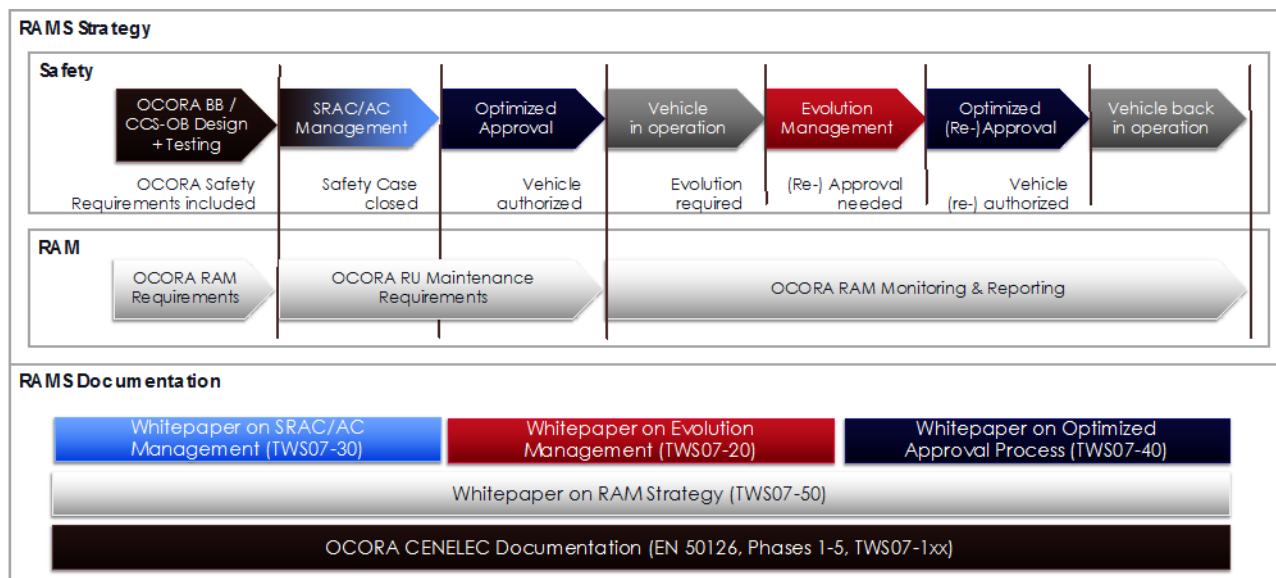 RAMS Strategy
Safety
OCORA BB /
CCS-OB Design
+ Testing
SRAC/AC
Management
Optimized
Approval
Vehicle
in operation
Evolution
Management
Optimized
(Re-) Approval
Vehicle back
in operation
OCORA Safety
Requirements included
Safety Case
closed
Vehicle
authorized
Evolution
required
(Re-) Approval
needed
Vehicle
(re-) authorized
RAM
OCORA RAM
Requirements
OCORA RU Maintenance
Requirements
OCORA RAM Monitoring & Reporting
RAMS Documentation
Whitepaper on SRAC/AC
Management (TWS07-30)
Whitepaper on Evolution
Management (TWS07-20)
Whitepaper on Optimized
Approval Process (TWS07-40)
Whitepaper on RAM Strategy (TWS07-50)
OCORA CENELEC Documentation (EN 50126, Phases 1-5, TWS07-1xx)